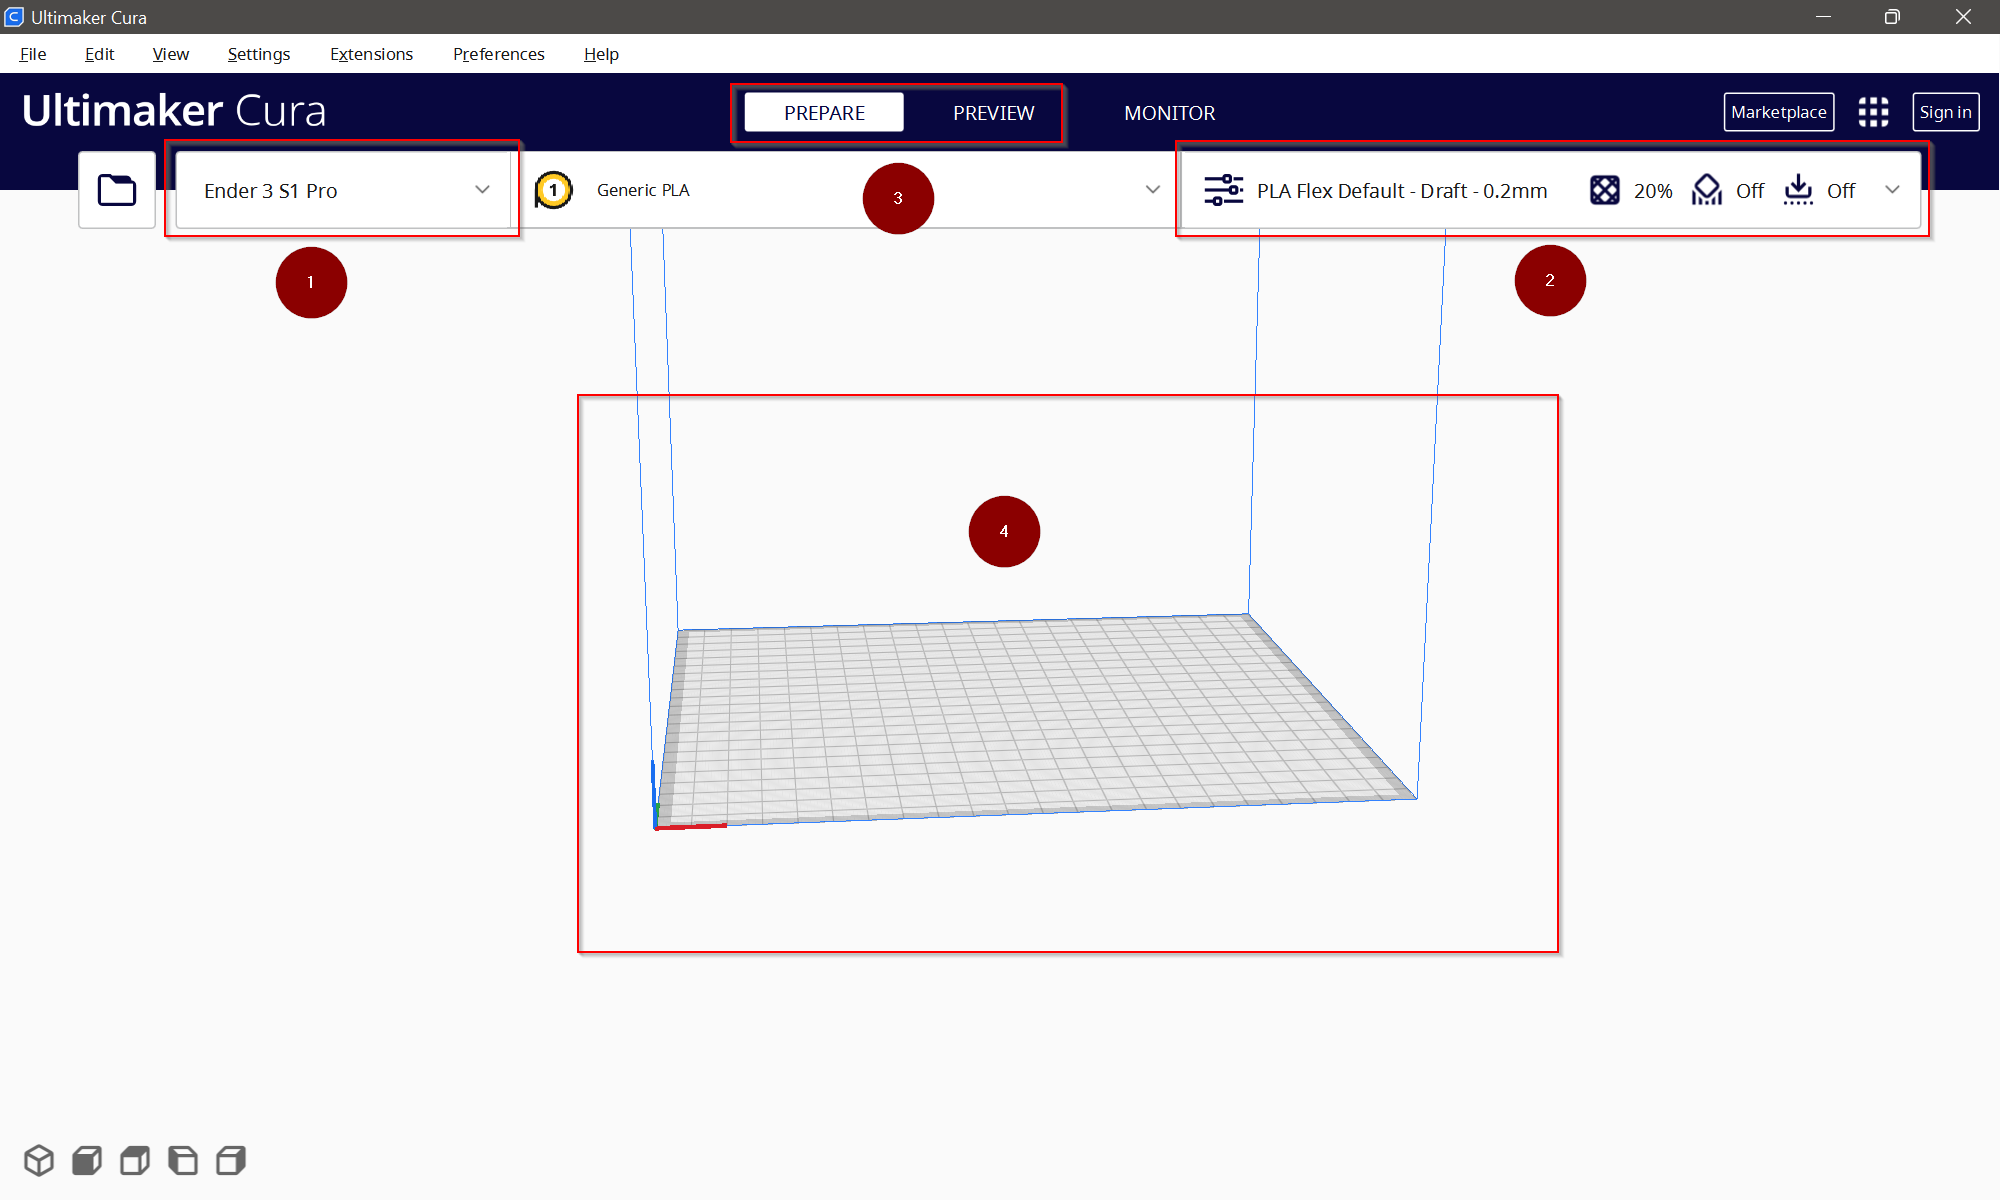 Ultimaker Cura
File Edit View Settings Extensions Preferences Help
Ultimaker Cura PREPARE PREVIEW MONITOR Marketplace Sign in
Ender 3 S1 Pro 1 Generic PLA 3 PLA Flex Default - Draft - 0.2mm 20% Off Off
1 2
4